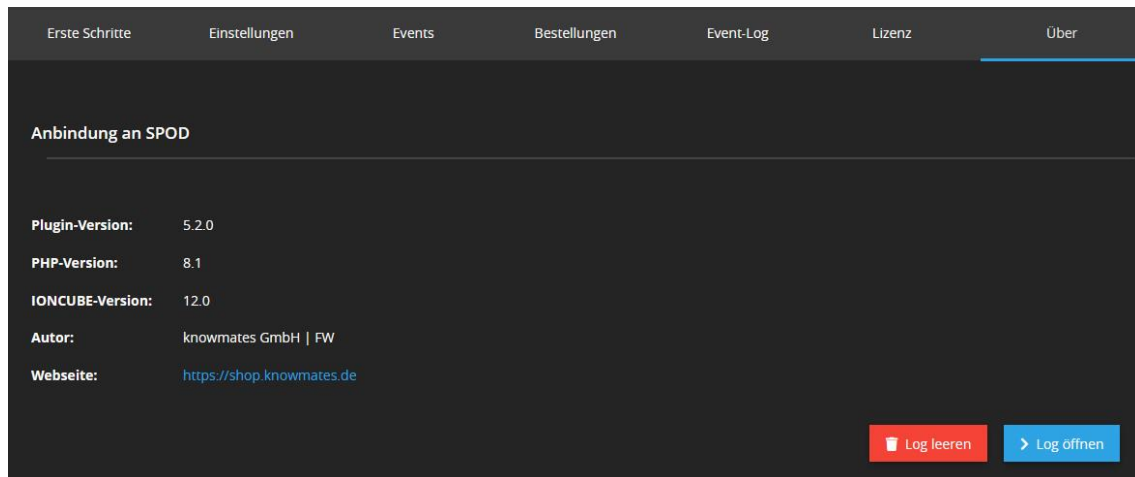 Erste Schritte Einstellungen Events Bestellungen Event-Log Lizenz Über
Anbindung an SPOD
Plugin-Version: 5.2.0
PHP-Version: 8.1
IONCUBE-Version: 12.0
Autor: knowmates GmbH | FW
Webseite: https://shop.knowmates.de
Log leeren Log öffnen